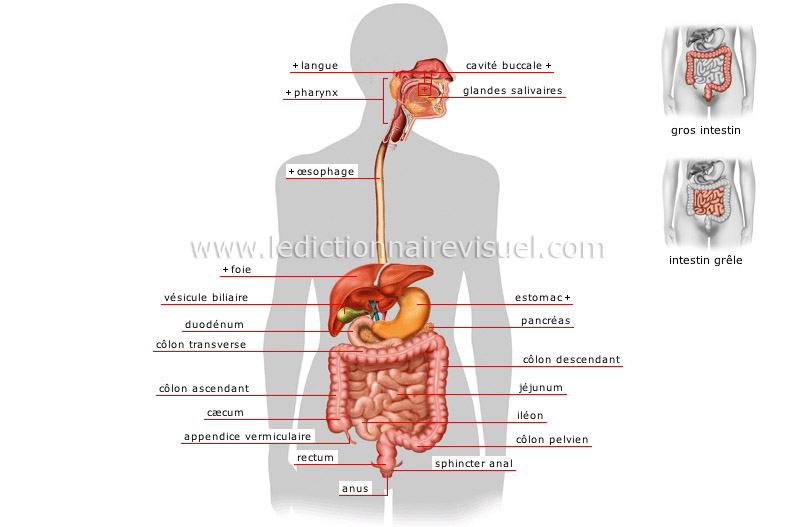 + langue
cavité buccale +
+ pharynx
glandes salivaires
gros intestin
+ œsophage
www.ledictionnairevisuel.com
intestin grêle
+ foie
vésicule biliaire
estomac +
duodénum
pancréas
côlon transverse
côlon descendant
côlon ascendant
jéjunum
cæcum
iléon
appendice vermiculaire
côlon pelvien
rectum
sphincter anal
anus